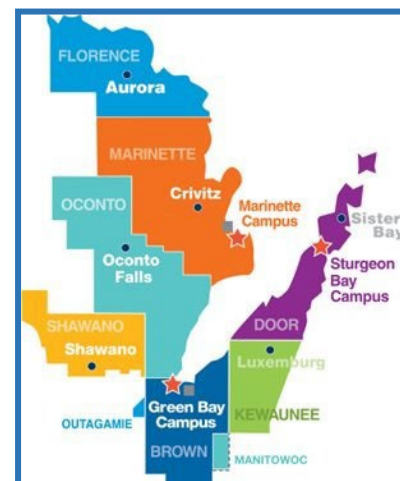 FLORENCE
Aurora
MARINETTE
Crivitz
Marinette
Campus
OCONTO
Oconto
Falls
Sister
Bay
Sturgeon
Bay
Campus
SHAWANO
Shawano
DOOR
Luxemburg
Green Bay
Campus
KEWAUNEE
OUTAGAMIE
BROWN
MANITOWOC